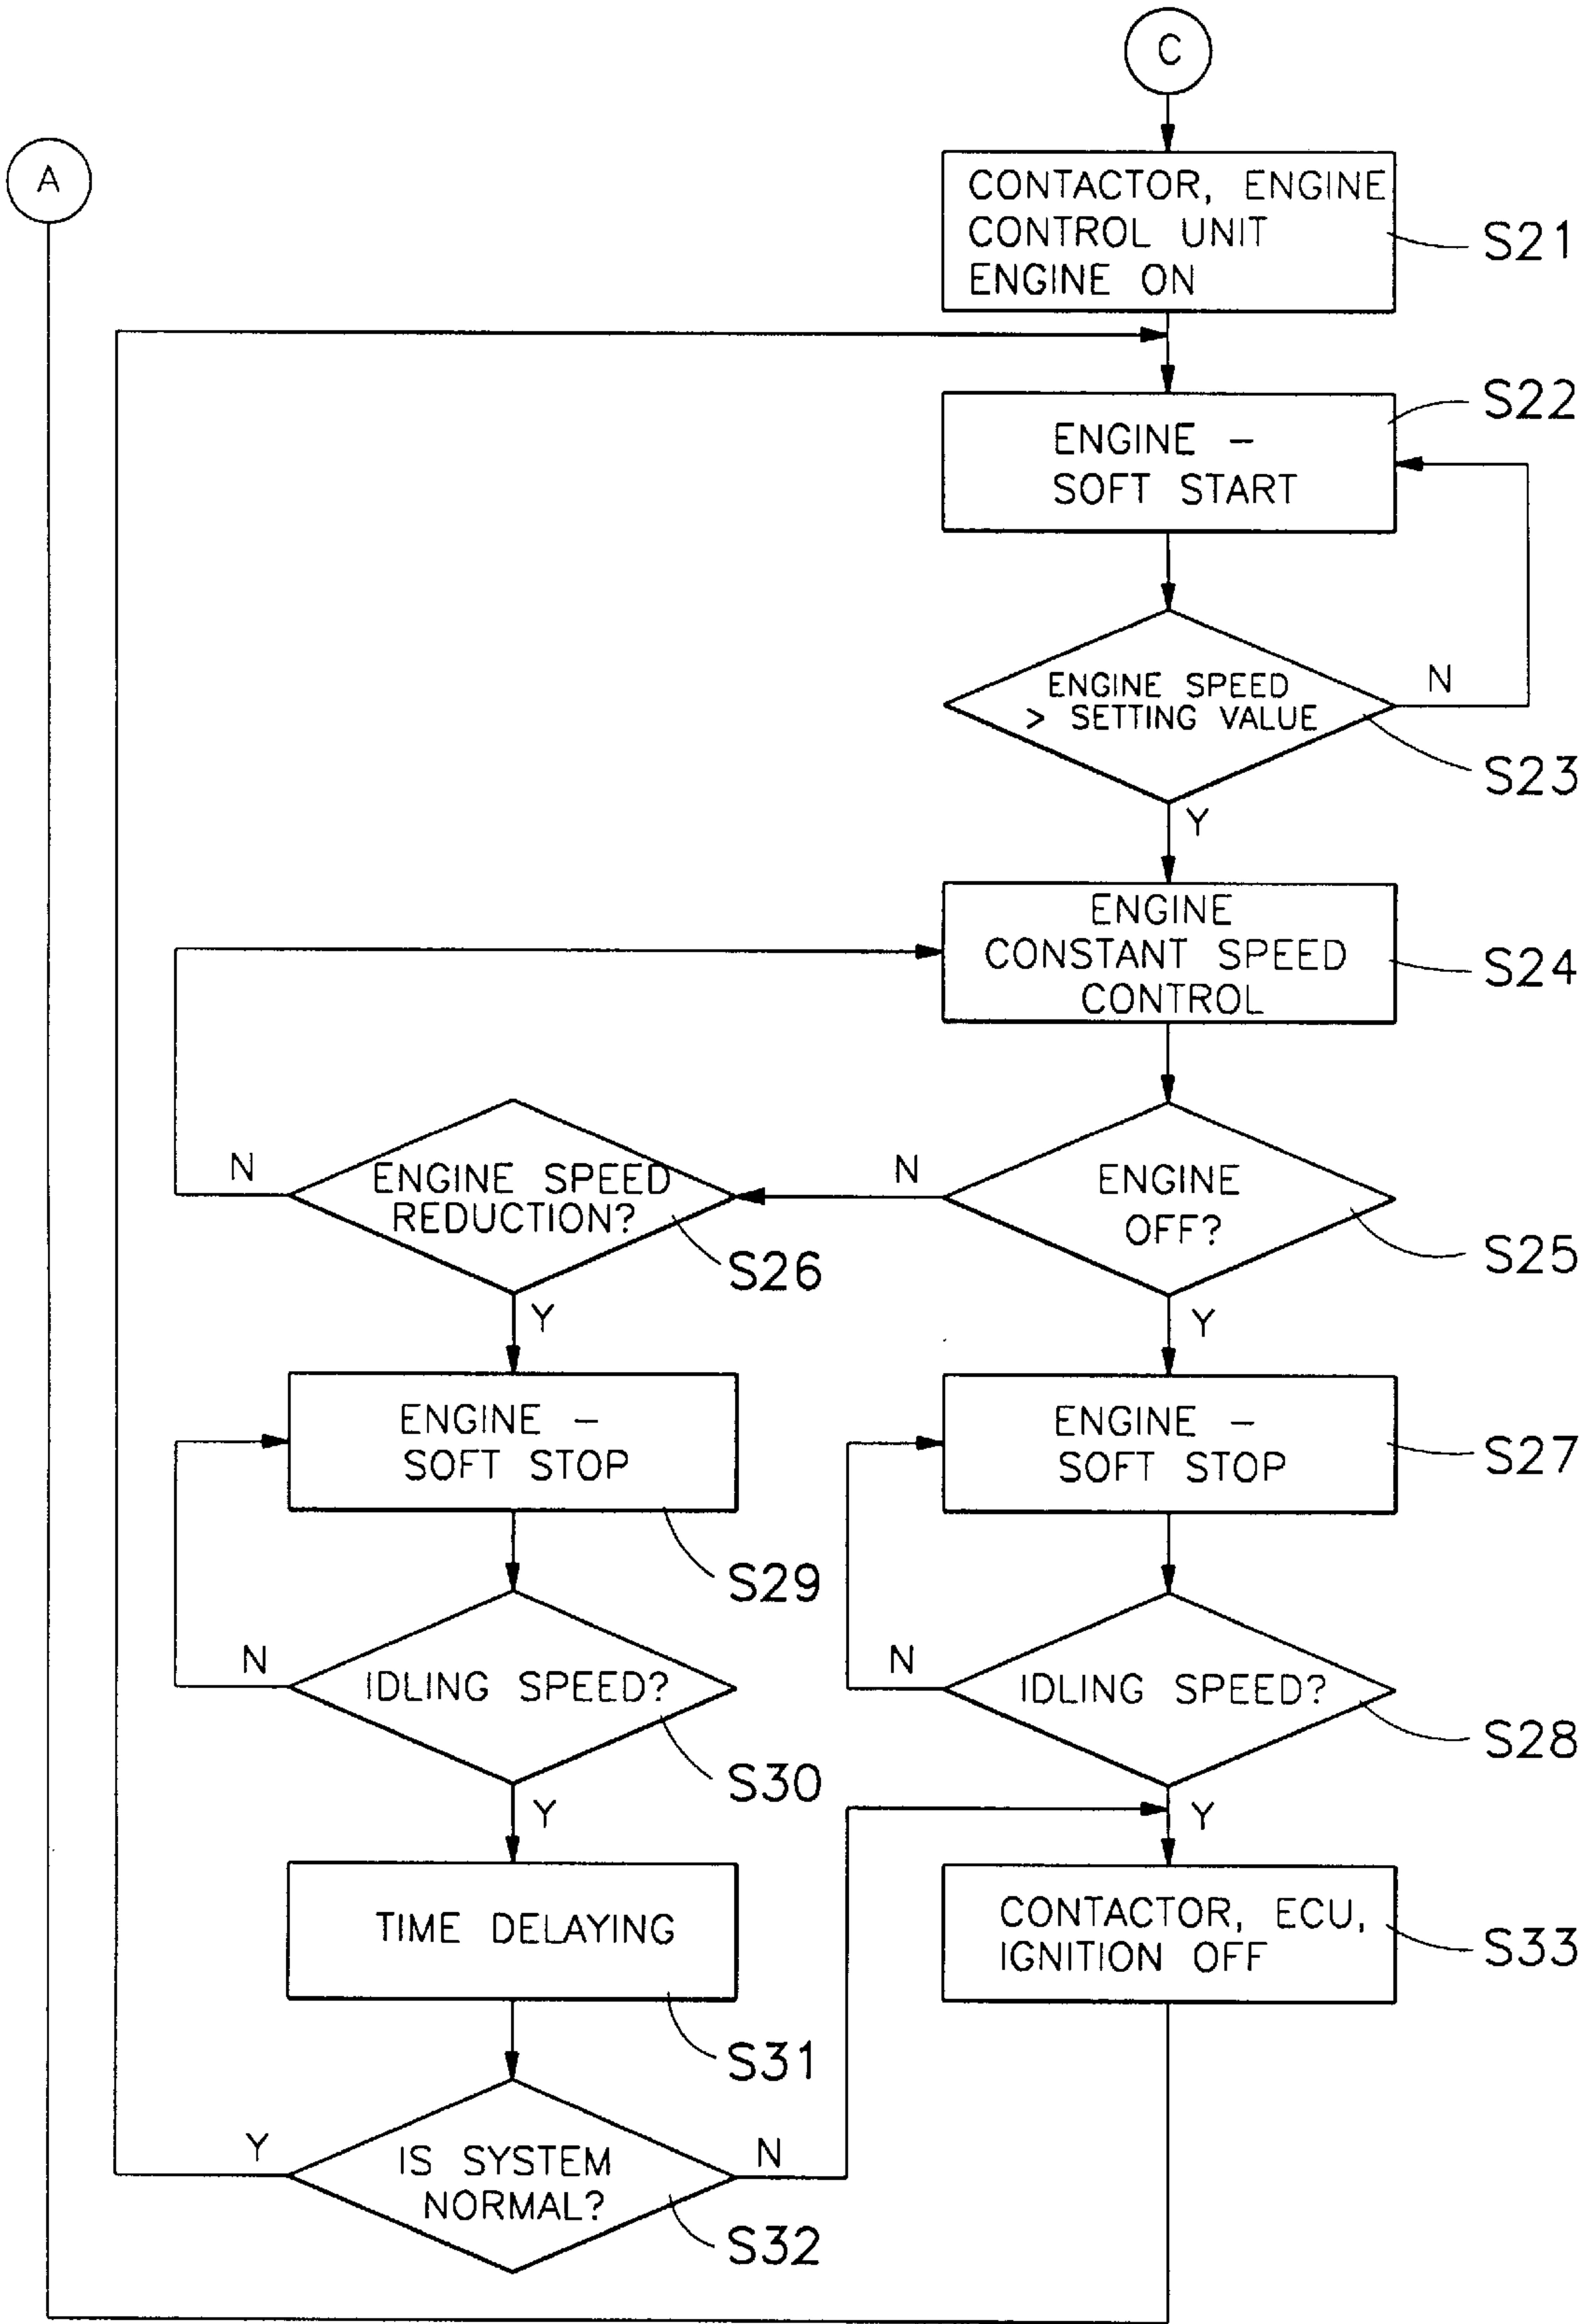 C
A
CONTACTOR, ENGINE
CONTROL UNIT
ENGINE ON
S21
S22
ENGINE –
SOFT START
ENGINE SPEED
> SETTING VALUE
N
S23
Y
ENGINE
CONSTANT SPEED
CONTROL
S24
N
ENGINE SPEED
REDUCTION?
S26
N
ENGINE
OFF?
S25
Y
Y
ENGINE –
SOFT STOP
S29
ENGINE –
SOFT STOP
S27
N
IDLING SPEED?
S30
N
IDLING SPEED?
S28
Y
Y
TIME DELAYING
S31
CONTACTOR, ECU,
IGNITION OFF
S33
Y
IS SYSTEM
NORMAL?
N
S32